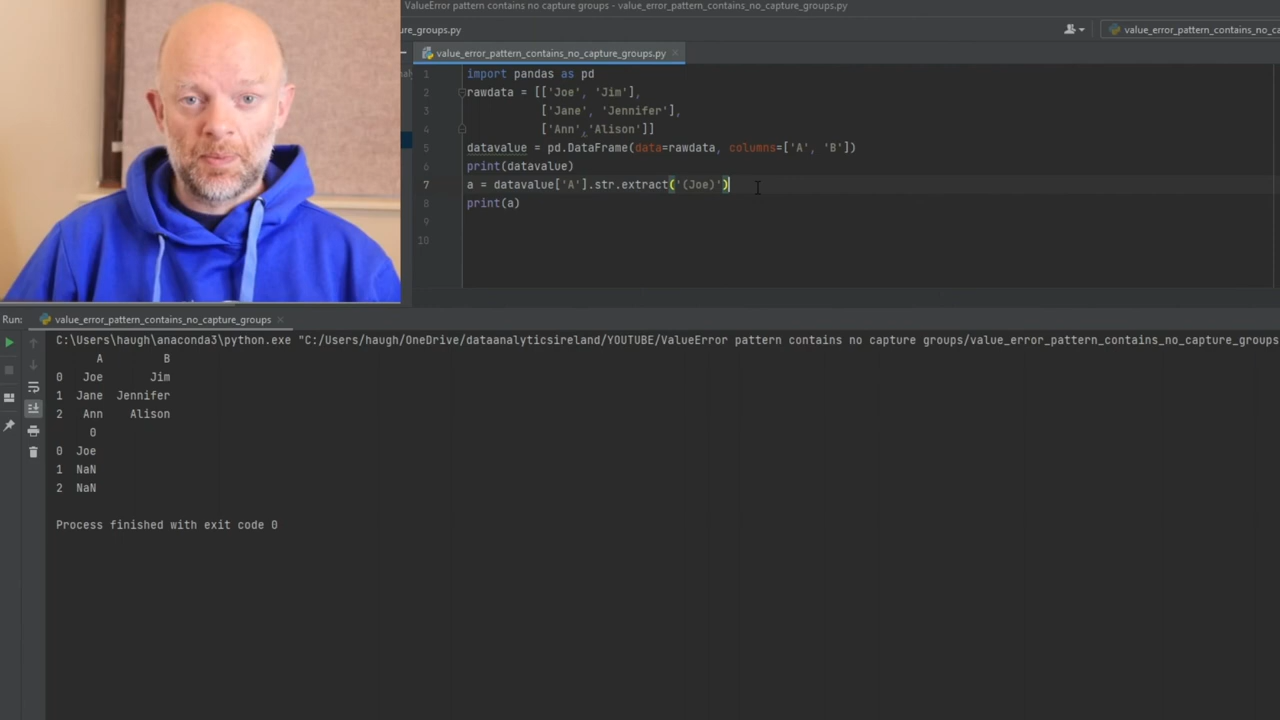 ValueError pattern contains no capture groups - value_error_pattern_contains_no_capture_groups.py
ure_groups.py
value_error_pattern_contains_no_
value_error_pattern_contains_no_capture_groups.py
1 import pandas as pd
2 rawdata = [['Joe', 'Jim'],
3 ['Jane', 'Jennifer'],
4 ['Ann','Alison']]
5 datavalue = pd.DataFrame(data=rawdata, columns=['A', 'B'])
6 print(datavalue)
7 a = datavalue['A'].str.extract('(Joe)')
8 print(a)
9
10
Run: value_error_pattern_contains_no_capture_groups
C:\Users\haugh\anaconda3\python.exe "C:/Users/haugh/OneDrive/dataanalyticsireland/YOUTUBE/ValueError pattern contains no capture groups/value_error_pattern_contains_no_capture_groups
A B
0 Joe Jim
1 Jane Jennifer
2 Ann Alison
0
0 Joe
1 NaN
2 NaN
Process finished with exit code 0